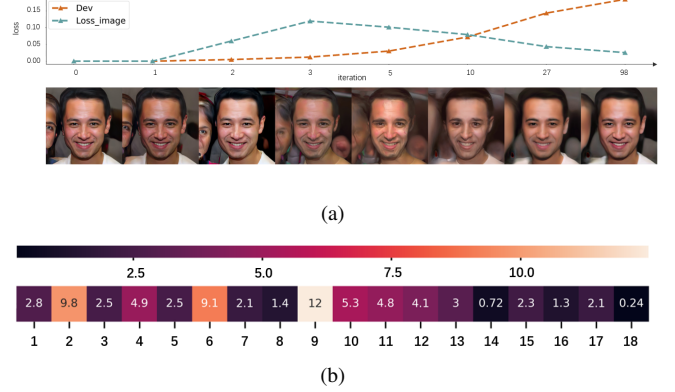 0.15
0.10
0.05
0.00
loss
Dev
Loss_image
0 1 2 3 5 10 27 98
iteration
(a)
2.5 5.0 7.5 10.0
2.8 9.8 2.5 4.9 2.5 9.1 2.1 1.4 12 5.3 4.8 4.1 3 0.72 2.3 1.3 2.1 0.24
1 2 3 4 5 6 7 8 9 10 11 12 13 14 15 16 17 18
(b)